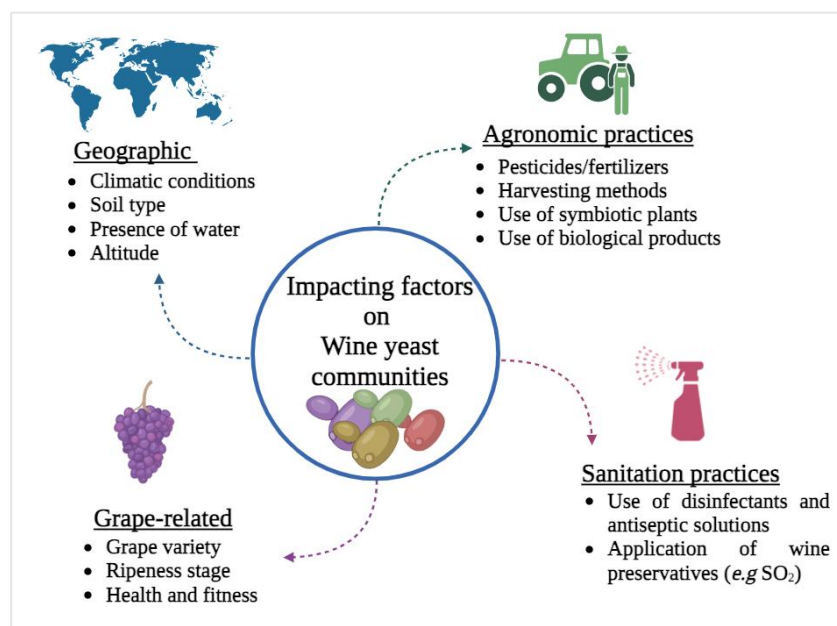 Geographic
• Climatic conditions
• Soil type
• Presence of water
• Altitude
Agronomic practices
• Pesticides/fertilizers
• Harvesting methods
• Use of symbiotic plants
• Use of biological products
Impacting factors
on
Wine yeast
communities
Grape-related
• Grape variety
• Ripeness stage
• Health and fitness
Sanitation practices
• Use of disinfectants and
antiseptic solutions
• Application of wine
preservatives (e.g SO₂)